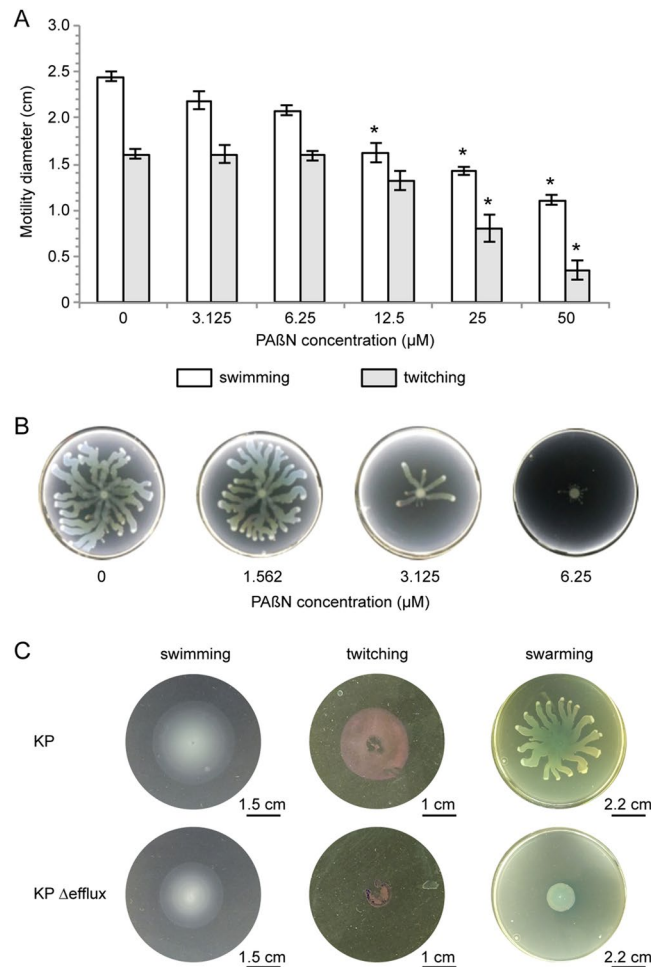 A
Motility diameter (cm)
3.0
2.5
2.0
1.5
1.0
0.5
0
* * * * *
0 3.125 6.25 12.5 25 50
PAßN concentration (µM)
swimming twitching
B
0 1.562 3.125 6.25
PAßN concentration (µM)
C
swimming twitching swarming
KP
1.5 cm 1 cm 2.2 cm
KP Δefflux
1.5 cm 1 cm 2.2 cm